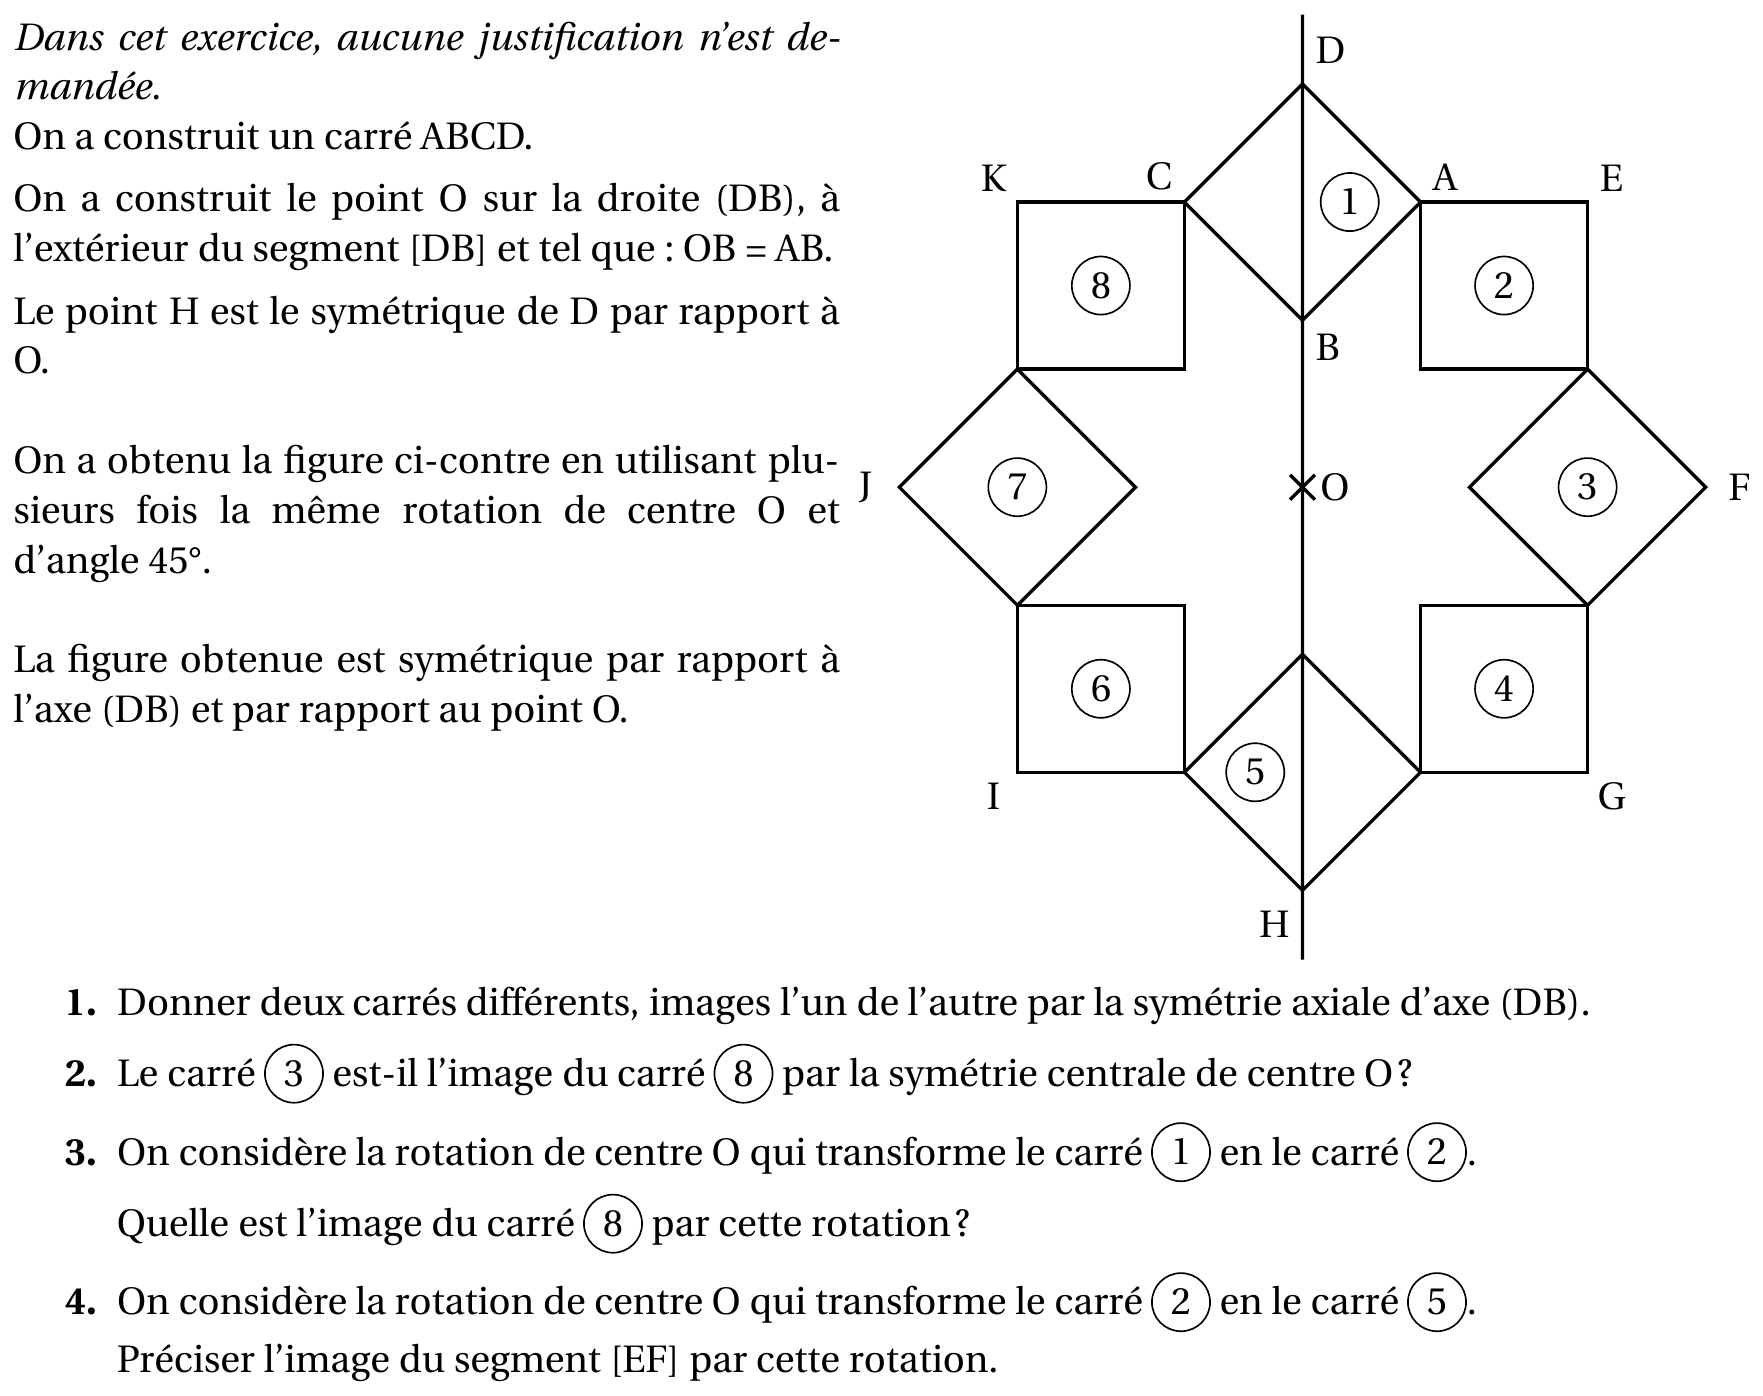 Dans cet exercice, aucune justification n'est de-
mandée.
On a construit un carré ABCD.
On a construit le point O sur la droite (DB), à
l'extérieur du segment [DB] et tel que : OB = AB.
Le point H est le symétrique de D par rapport à
O.
On a obtenu la figure ci-contre en utilisant plu-
sieurs fois la même rotation de centre O et
d'angle 45°.
La figure obtenue est symétrique par rapport à
l'axe (DB) et par rapport au point O.
D
K
C
A
E
1
8
2
B
J
7
O
3
F
6
4
5
I
G
H
1. Donner deux carrés différents, images l'un de l'autre par la symétrie axiale d'axe (DB).
2. Le carré 3 est-il l'image du carré 8 par la symétrie centrale de centre O ?
3. On considère la rotation de centre O qui transforme le carré 1 en le carré 2.
Quelle est l'image du carré 8 par cette rotation ?
4. On considère la rotation de centre O qui transforme le carré 2 en le carré 5.
Préciser l'image du segment [EF] par cette rotation.